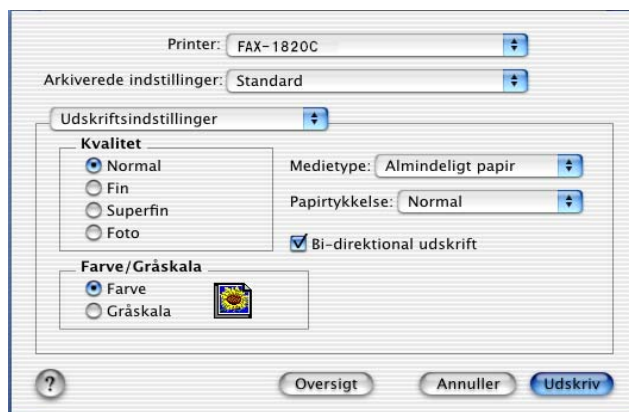 Printer: FAX-1820C
Arkiverede indstillinger: Standard
Udskriftsindstillinger
Kvalitet
Normal
Fin
Superfin
Foto
Medietype: Almindeligt papir
Papirtykkelse: Normal
Bi-direktional udskrift
Farve/Gråskala
Farve
Gråskala
? Oversigt Annuller Udskriv